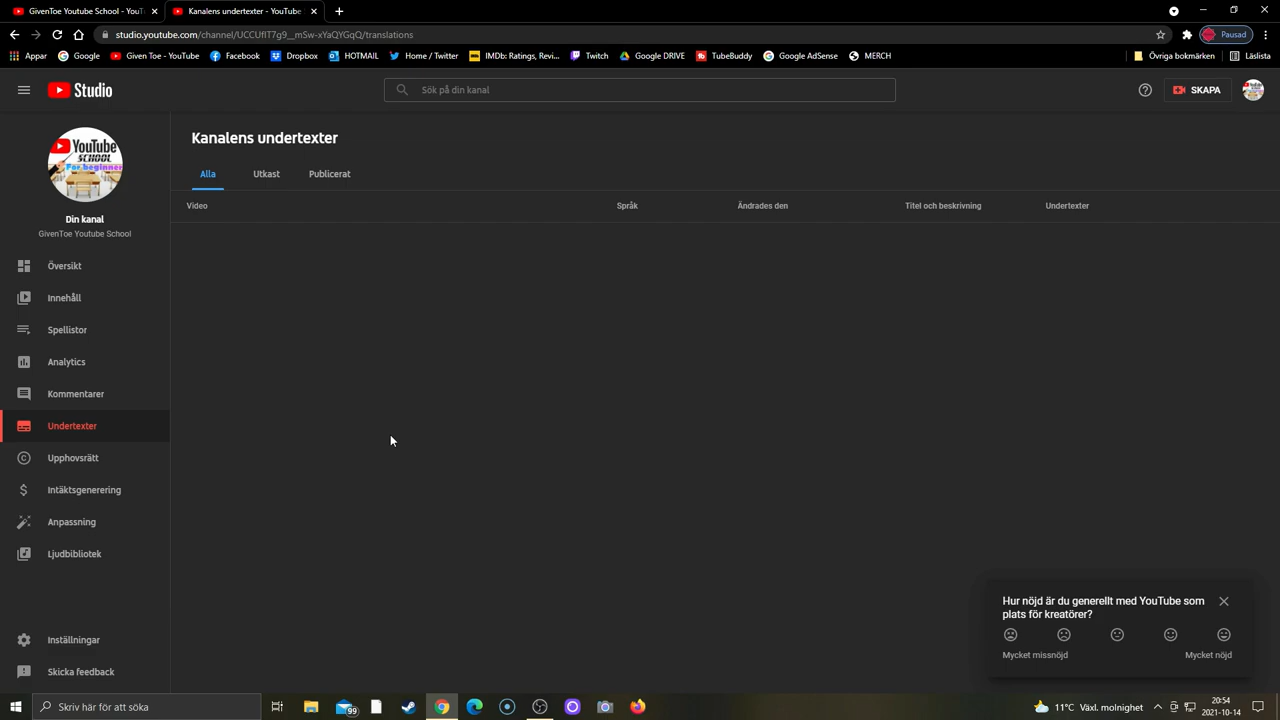 GivenToe YouTube School - YouT
Kanalens undertexter - YouTube
studio.youtube.com/channel/UCCUflT7g9__mSw-xYaQYGqQ/translations
Pausad
Appar
Google
Given Toe - YouTube
Facebook
Dropbox
HOTMAIL
Home / Twitter
IMDb: Ratings, Revi...
Twitch
Google DRIVE
TubeBuddy
Google AdSense
MERCH
Övriga bokmärken
Läslista
Studio
Sök på din kanal
SKAPA
YouTube
SCHOOL
For beginner
Din kanal
GivenToe Youtube School
Översikt
Innehåll
Spellistor
Analytics
Kommentarer
Undertexter
Upphovsrätt
Intäktsgenerering
Anpassning
Ljudbibliotek
Inställningar
Skicka feedback
Kanalens undertexter
Alla
Utkast
Publicerat
Video
Språk
Ändrades den
Titel och beskrivning
Undertexter
Hur nöjd är du generellt med YouTube som
plats för kreatörer?
Mycket missnöjd
Mycket nöjd
Skriv här för att söka
99
11°C Växl. molnighet
20:54
2021-10-14